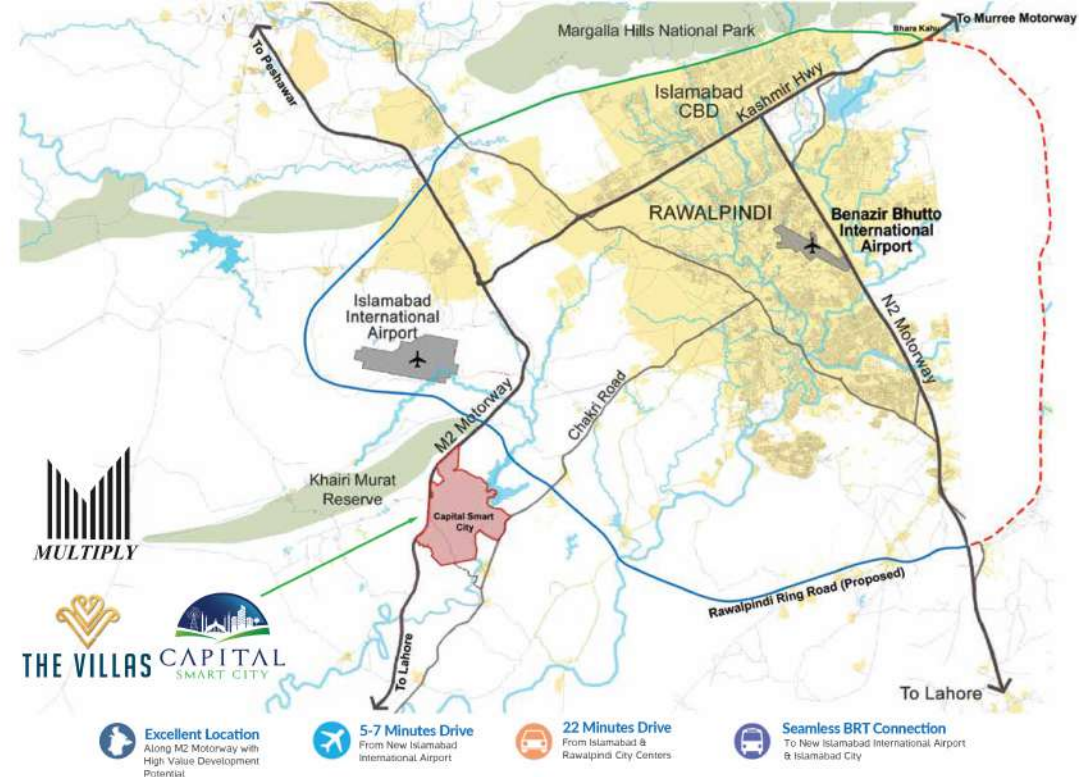 To Murree Motorway
Margalla Hills National Park
Bhara Kahu
To Peshawar
Islamabad
CBD
Kashmir Hwy
RAWALPINDI
Benazir Bhutto
International
Airport
Islamabad
International
Airport
N2 Motorway
M2 Motorway
Chakri Road
Khairi Murat
Reserve
Capital Smart
City
MULTIPLY
Rawalpindi Ring Road (Proposed)
THE VILLAS
CAPITAL
SMART CITY
To Lahore
To Lahore
Excellent Location
Along M2 Motorway with
High Value Development
Potential
5-7 Minutes Drive
From New Islamabad
International Airport
22 Minutes Drive
From Islamabad &
Rawalpindi City Centers
Seamless BRT Connection
To New Islamabad International Airport
& Islamabad City